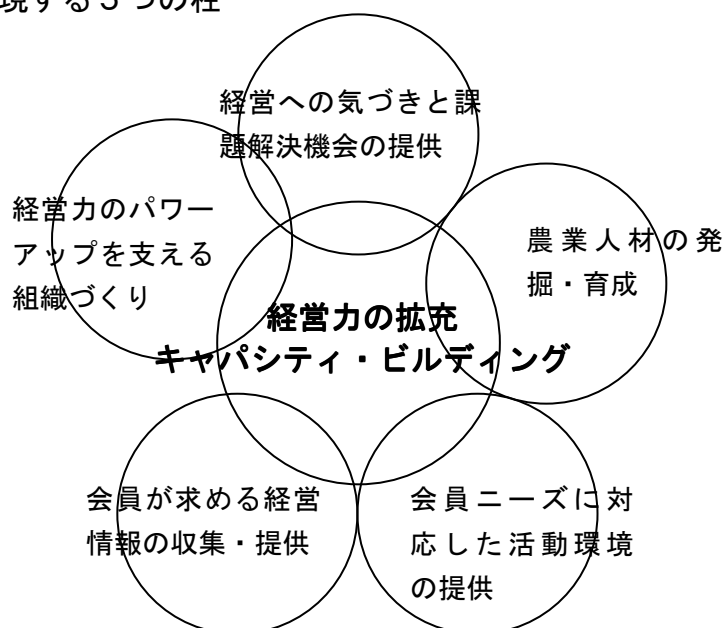 現する５つの柱
経営への気づきと課
題解決機会の提供
経営力のパワー
アップを支える
組織づくり
農業人材の発
掘・育成
経営力の拡充
キャパシティ・ビルディング
会員が求める経営
情報の収集・提供
会員ニーズに対
応した活動環境
の提供